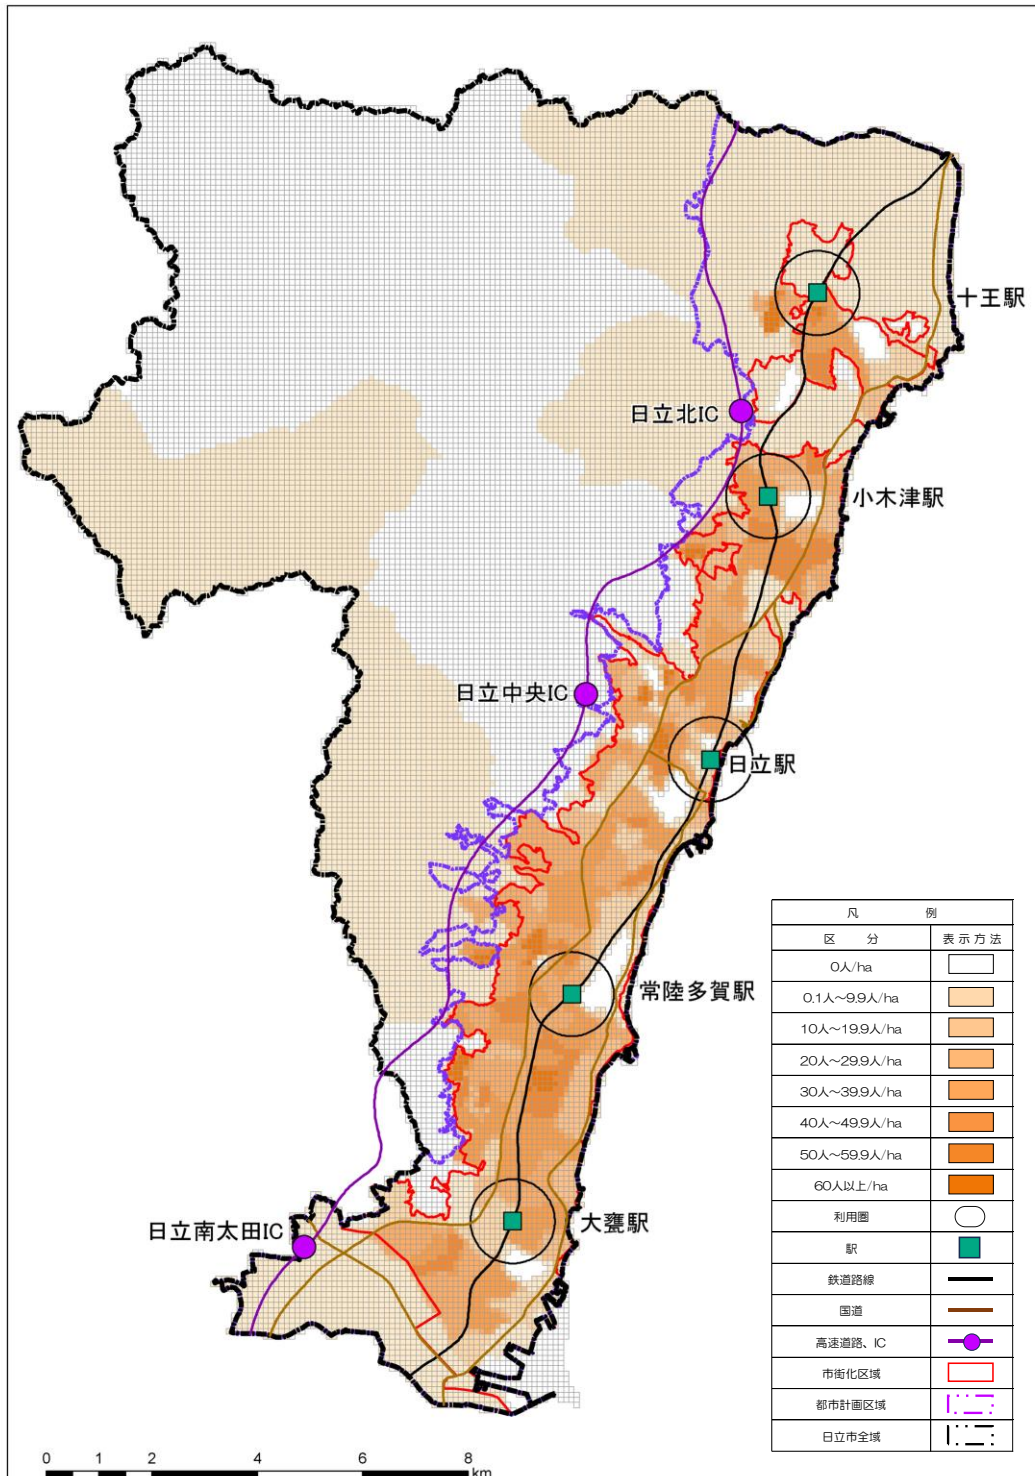 十王駅
日立北IC
小木津駅
日立中央IC
日立駅
常陸多賀駅
日立南太田IC
大甕駅
凡 例
区 分 表示方法
0人/ha
0.1人~9.9人/ha
10人~19.9人/ha
20人~29.9人/ha
30人~39.9人/ha
40人~49.9人/ha
50人~59.9人/ha
60人以上/ha
利用圏
駅
鉄道路線
国道
高速道路、IC
市街化区域
都市計画区域
日立市全域
0 1 2 4 6 8
km